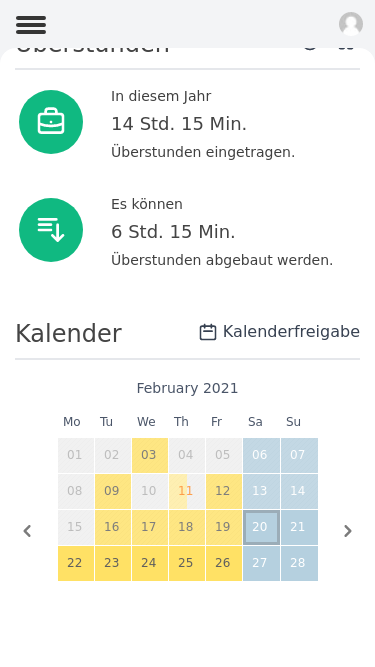 Überstunden
In diesem Jahr
14 Std. 15 Min.
Überstunden eingetragen.
Es können
6 Std. 15 Min.
Überstunden abgebaut werden.
Kalender
Kalenderfreigabe
February 2021
Mo Tu We Th Fr Sa Su
01 02 03 04 05 06 07
08 09 10 11 12 13 14
15 16 17 18 19 20 21
22 23 24 25 26 27 28